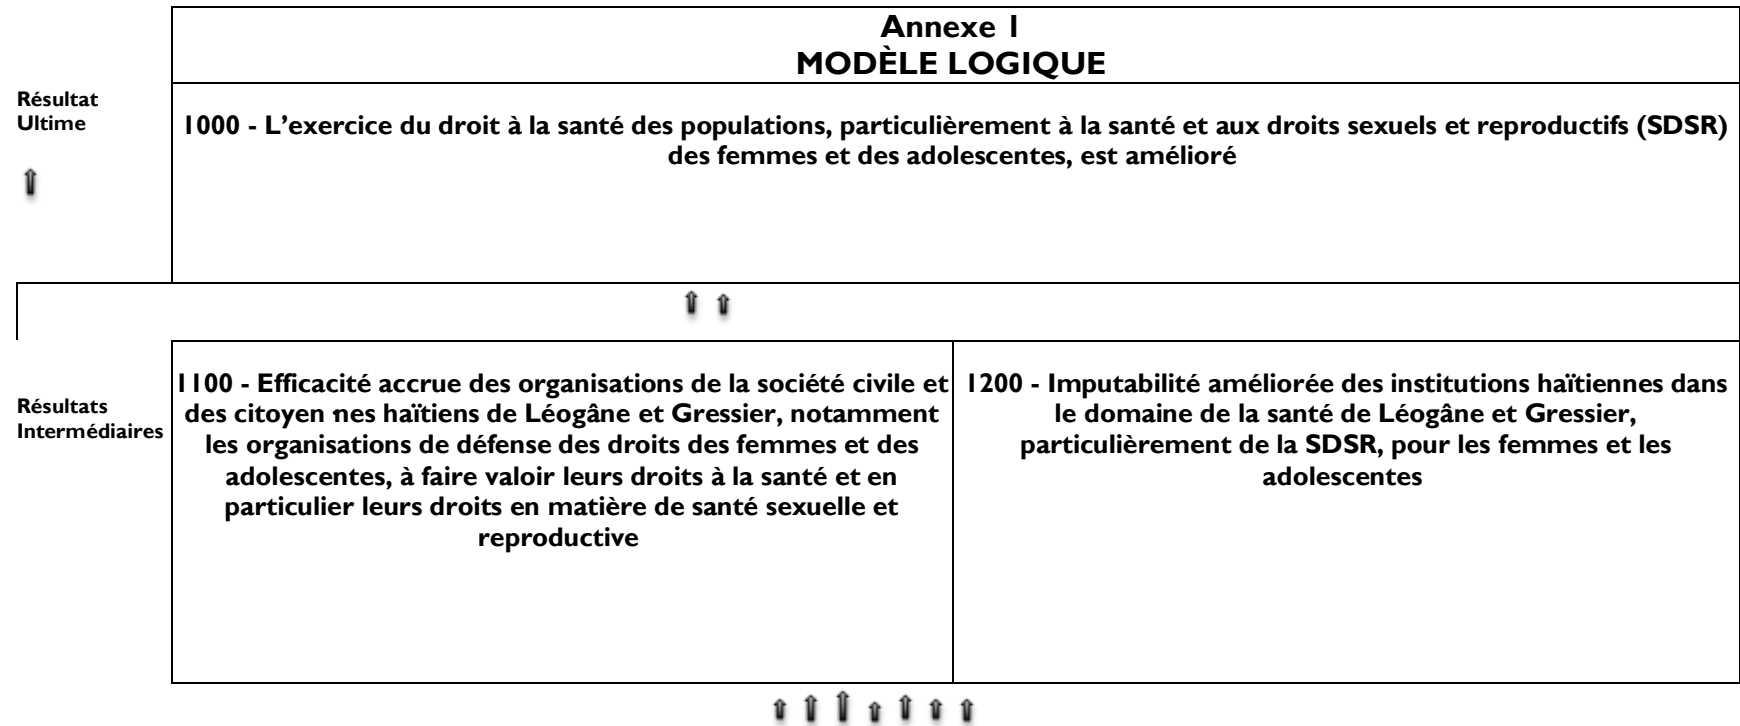 Annexe 1
MODÈLE LOGIQUE
Résultat
Ultime
1000 - L’exercice du droit à la santé des populations, particulièrement à la santé et aux droits sexuels et reproductifs (SDSR)
des femmes et des adolescentes, est amélioré
Résultats
Intermédiaires
1100 - Efficacité accrue des organisations de la société civile et
des citoyen·nes haïtiens de Léogâne et Gressier, notamment
les organisations de défense des droits des femmes et des
adolescentes, à faire valoir leurs droits à la santé et en
particulier leurs droits en matière de santé sexuelle et
reproductive
1200 - Imputabilité améliorée des institutions haïtiennes dans
le domaine de la santé de Léogâne et Gressier,
particulièrement de la SDSR, pour les femmes et les
adolescentes